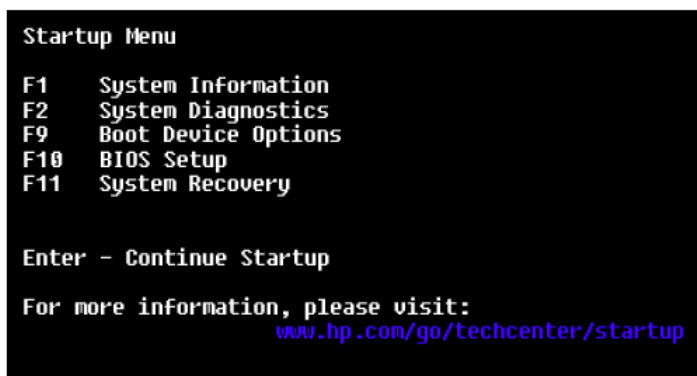 Startup Menu
F1 System Information
F2 System Diagnostics
F9 Boot Device Options
F10 BIOS Setup
F11 System Recovery
Enter - Continue Startup
For more information, please visit:
www.hp.com/go/techcenter/startup